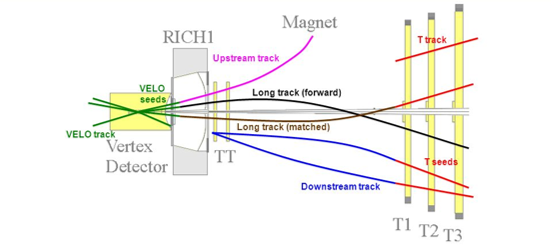 RICH1
Magnet
T track
Upstream track
VELO
seeds
Long track (forward)
VELO track
Long track (matched)
Vertex
Detector
TT
T seeds
Downstream track
T1
T2
T3